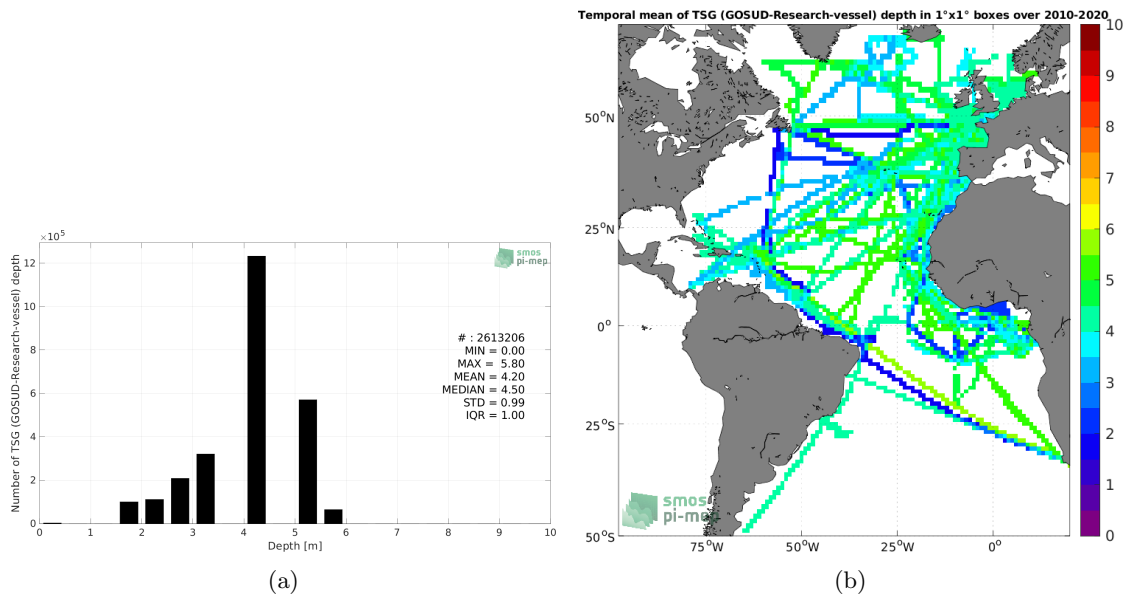 ×10⁵
12
10
8
6
4
2
0
Number of TSG (GOSUD-Research-vessel) depth
smos
pi-mep
# : 2613206
MIN = 0.00
MAX = 5.80
MEAN = 4.20
MEDIAN = 4.50
STD = 0.99
IQR = 1.00
0 1 2 3 4 5 6 7 8 9 10
Depth [m]
(a)
Temporal mean of TSG (GOSUD-Research-vessel) depth in 1°x1° boxes over 2010-2020
50°N
25°N
0°
25°S
50°S
75°W 50°W 25°W 0°
smos
pi-mep
10
9
8
7
6
5
4
3
2
1
0
(b)